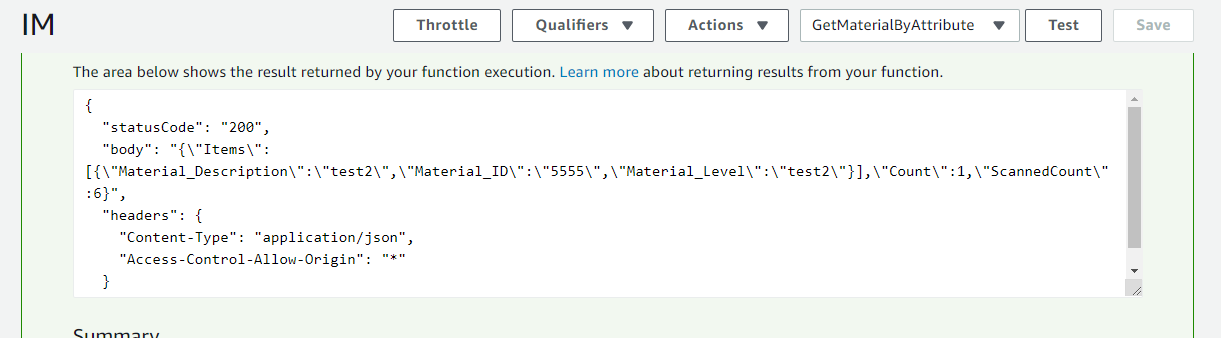 IM
Throttle
Qualifiers
Actions
GetMaterialByAttribute
Test
Save
The area below shows the result returned by your function execution. Learn more about returning results from your function.
{
  "statusCode": "200",
  "body": "{\"Items\":
[{\"Material_Description\":\"test2\",\"Material_ID\":\"5555\",\"Material_Level\":\"test2\"}],\"Count\":1,\"ScannedCount\"
:6}",
  "headers": {
    "Content-Type": "application/json",
    "Access-Control-Allow-Origin": "*"
  }
Summary